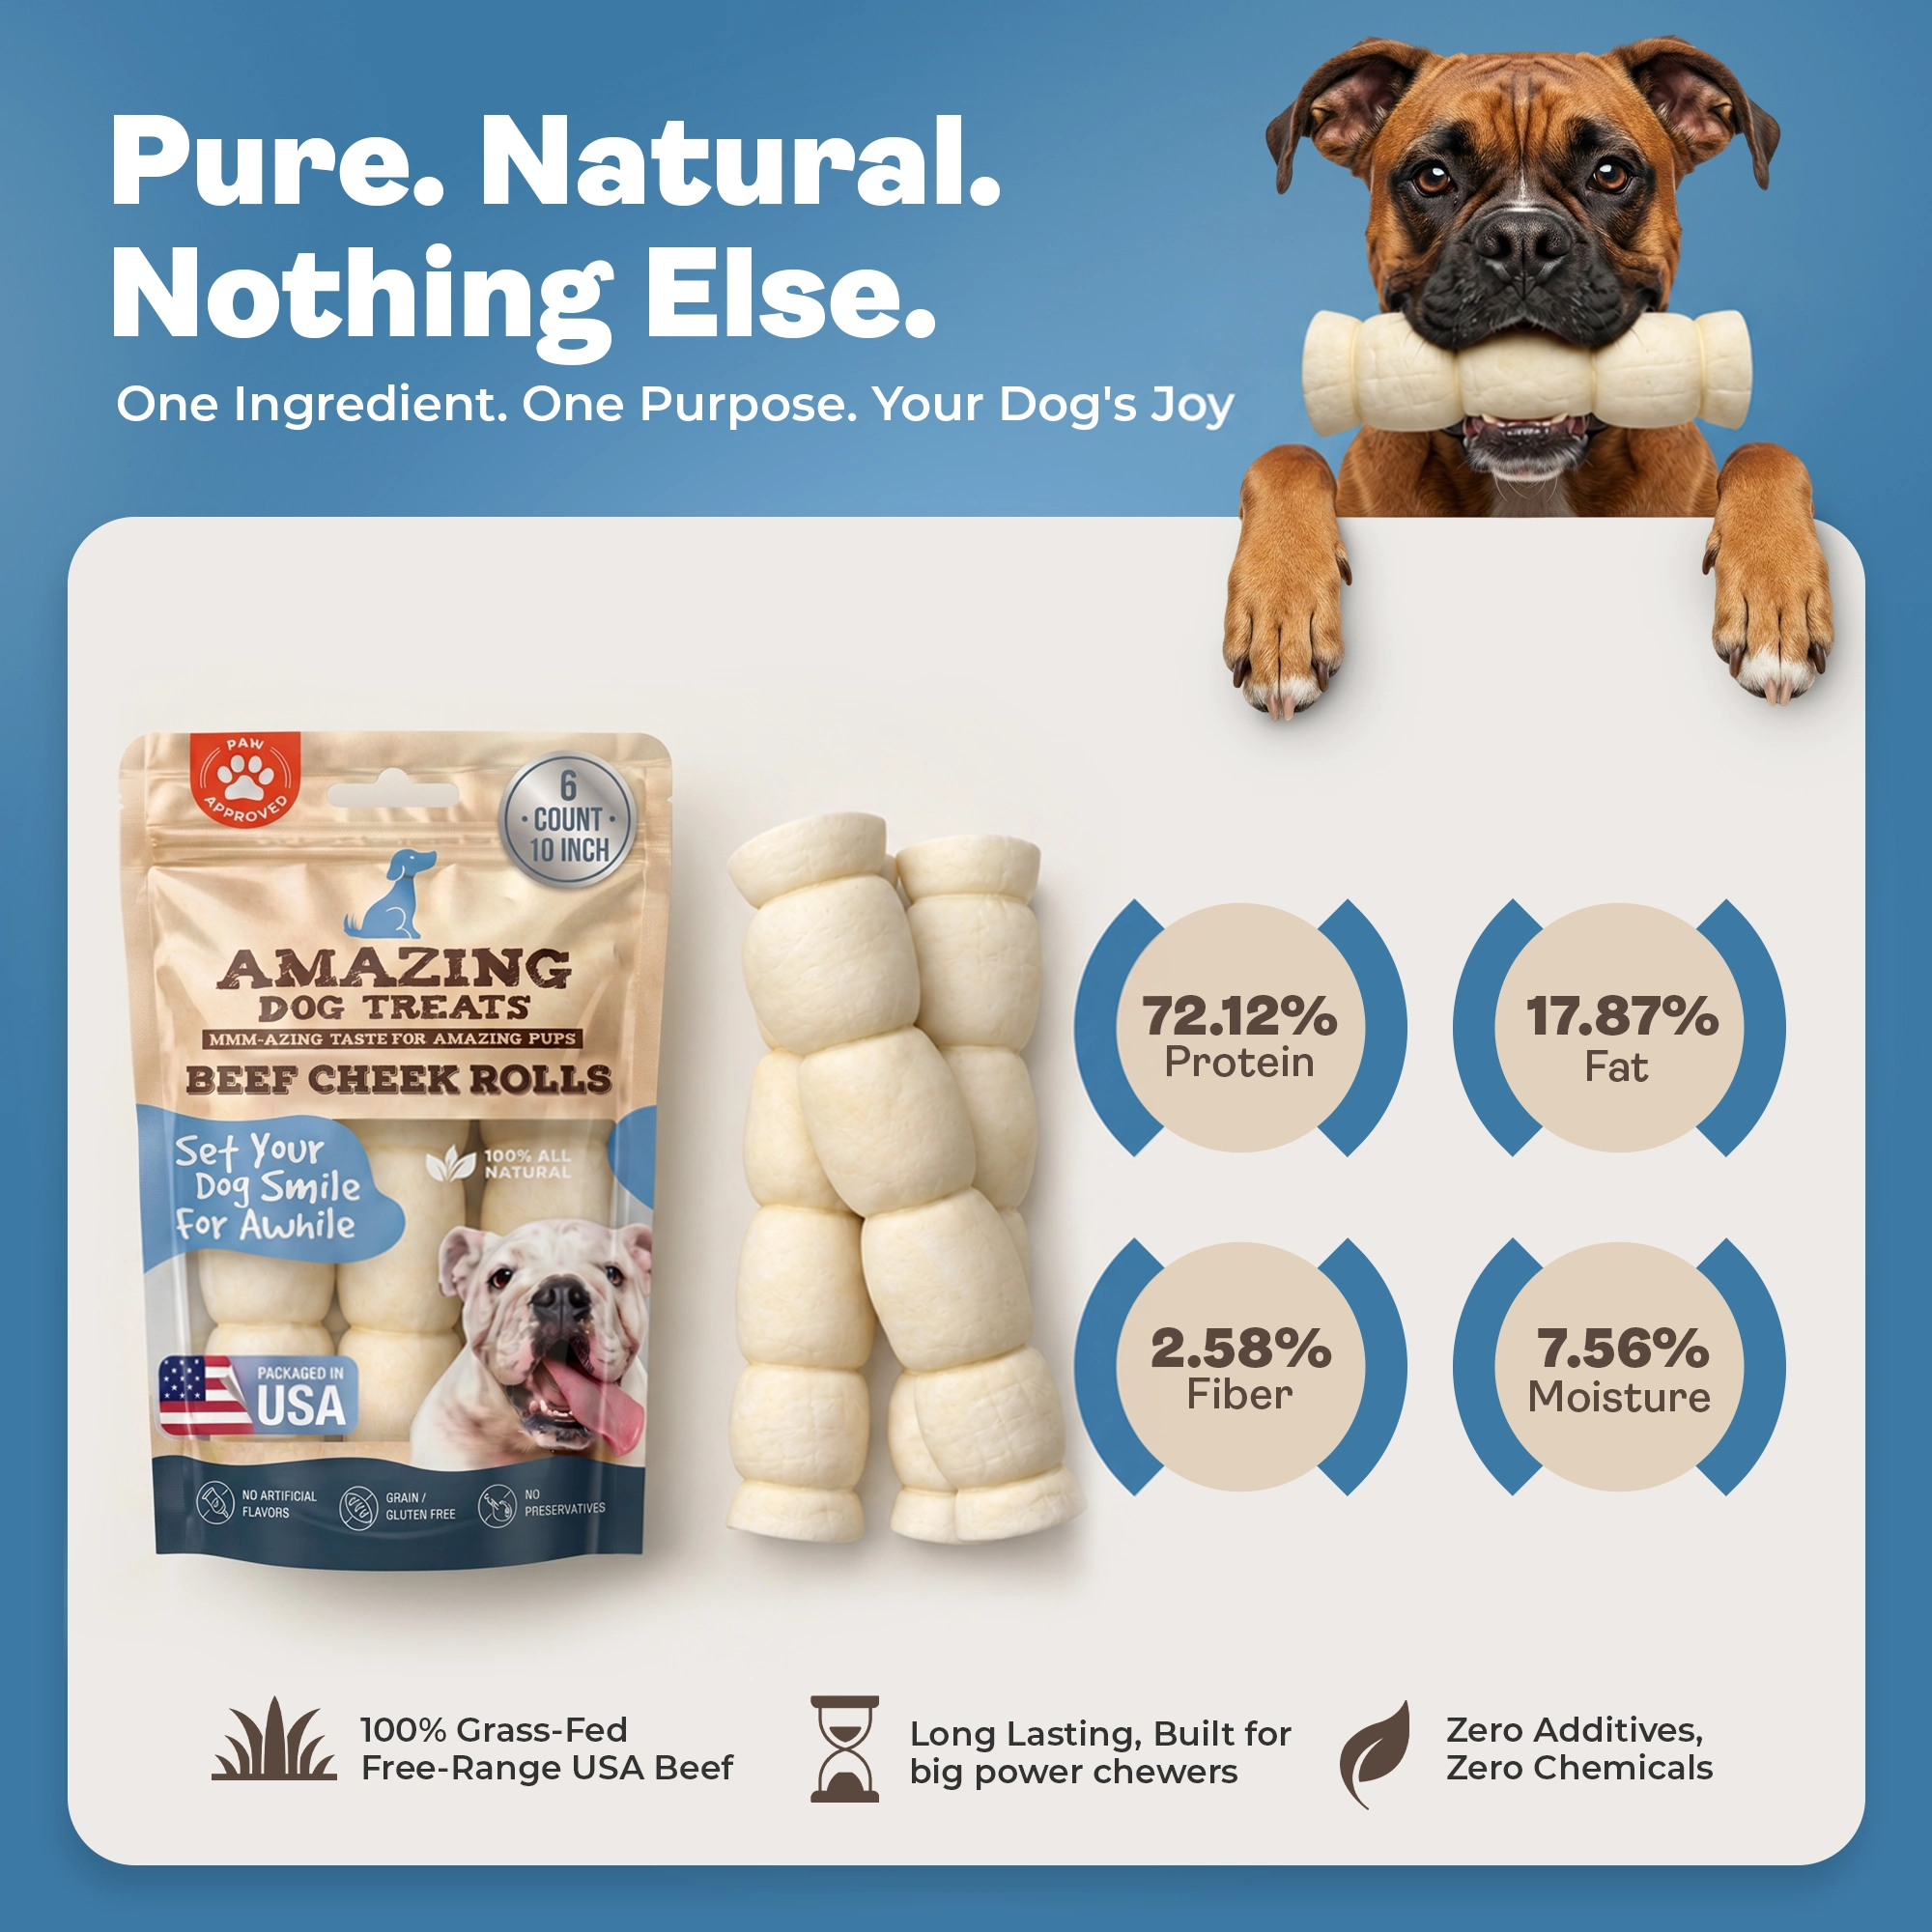 Pure. Natural.
Nothing Else.
One Ingredient. One Purpose. Your Dog's Joy
PAW
APPROVED
6
• COUNT •
10 INCH
AMAZING
DOG TREATS
MMM-AZING TASTE FOR AMAZING PUPS
BEEF CHEEK ROLLS
Set Your
Dog Smile
For Awhile
100% ALL
NATURAL
PACKAGED IN
USA
NO ARTIFICIAL
FLAVORS
GRAIN /
GLUTEN FREE
NO
PRESERVATIVES
72.12%
Protein
17.87%
Fat
2.58%
Fiber
7.56%
Moisture
100% Grass-Fed
Free-Range USA Beef
Long Lasting, Built for
big power chewers
Zero Additives,
Zero Chemicals